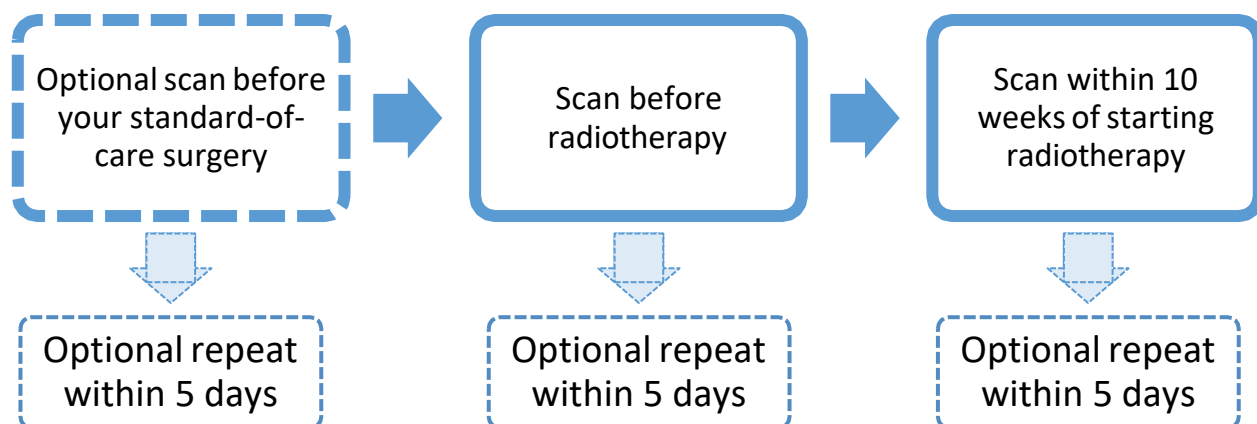 Optional scan before
your standard-of-
care surgery
Scan before
radiotherapy
Scan within 10
weeks of starting
radiotherapy
Optional repeat
within 5 days
Optional repeat
within 5 days
Optional repeat
within 5 days